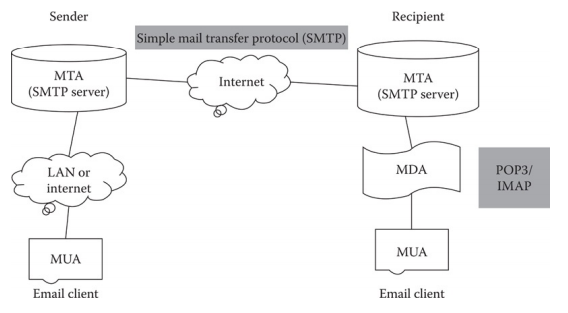 Sender
Recipient
Simple mail transfer protocol (SMTP)
MTA
(SMTP server)
Internet
MTA
(SMTP server)
LAN or
internet
MDA
POP3/
IMAP
MUA
MUA
Email client
Email client